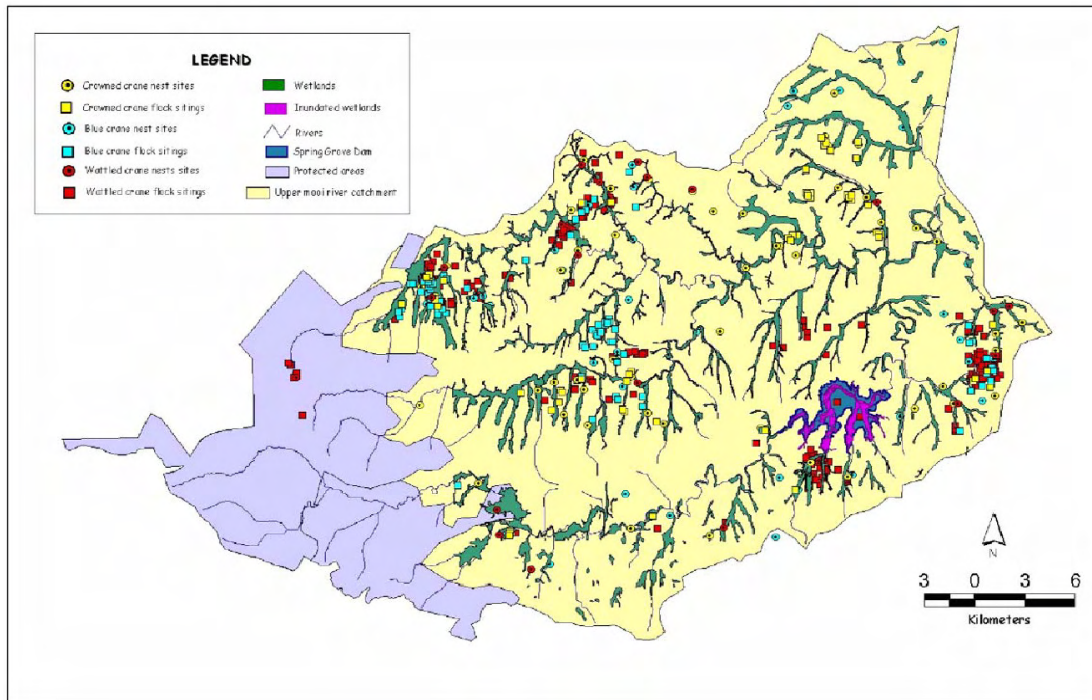 LEGEND
Crowned crane nest sites
Crowned crane flock sitings
Blue crane nest sites
Blue crane flock sitings
Wattled crane nests sites
Wattled crane flock sitings
Wetlands
Inundated wetlands
Rivers
Spring Grove Dam
Protected areas
Upper mooi river catchment
N
3 0 3 6
Kilometers